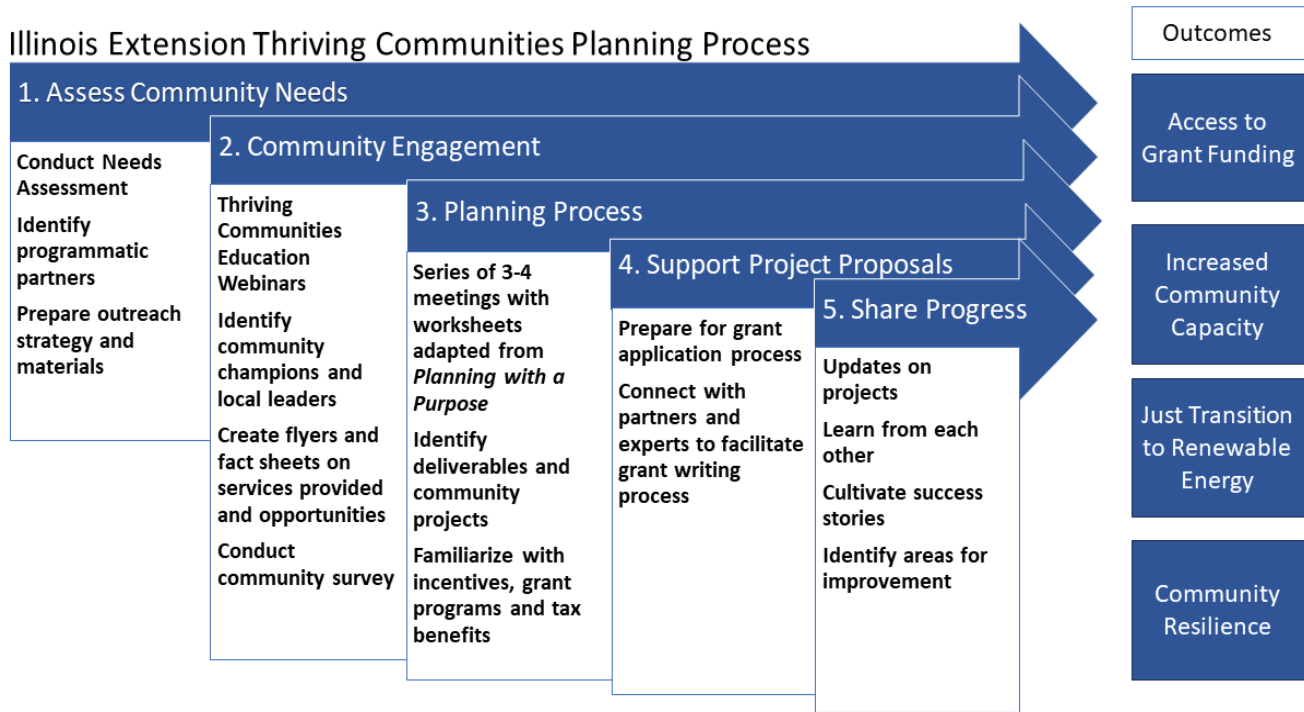 Illinois Extension Thriving Communities Planning Process
1. Assess Community Needs
Conduct Needs
Assessment
Identify
programmatic
partners
Prepare outreach
strategy and
materials
2. Community Engagement
Thriving
Communities
Education
Webinars
Identify
community
champions and
local leaders
Create flyers and
fact sheets on
services provided
and opportunities
Conduct
community survey
3. Planning Process
Series of 3-4
meetings with
worksheets
adapted from
Planning with a
Purpose
Identify
deliverables and
community
projects
Familiarize with
incentives, grant
programs and tax
benefits
4. Support Project Proposals
Prepare for grant
application process
Connect with
partners and
experts to facilitate
grant writing
process
5. Share Progress
Updates on
projects
Learn from each
other
Cultivate success
stories
Identify areas for
improvement
Outcomes
Access to
Grant Funding
Increased
Community
Capacity
Just Transition
to Renewable
Energy
Community
Resilience